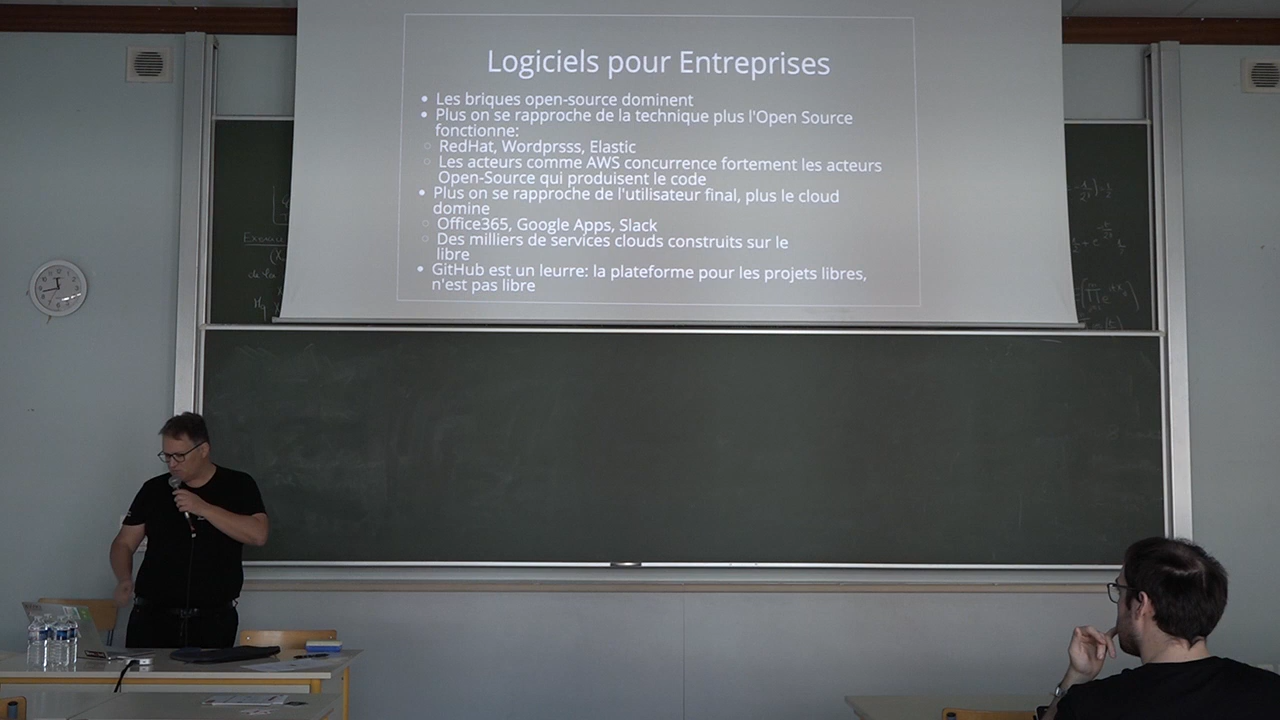 Logiciels pour Entreprises
• Les briques open-source dominent
• Plus on se rapproche de la technique plus l'Open Source
fonctionne:
○ RedHat, Wordprsss, Elastic
○ Les acteurs comme AWS concurrence fortement les acteurs
Open-Source qui produisent le code
• Plus on se rapproche de l'utilisateur final, plus le cloud
domine
○ Office365, Google Apps, Slack
○ Des milliers de services clouds construits sur le
libre
• GitHub est un leurre: la plateforme pour les projets libres,
n'est pas libre